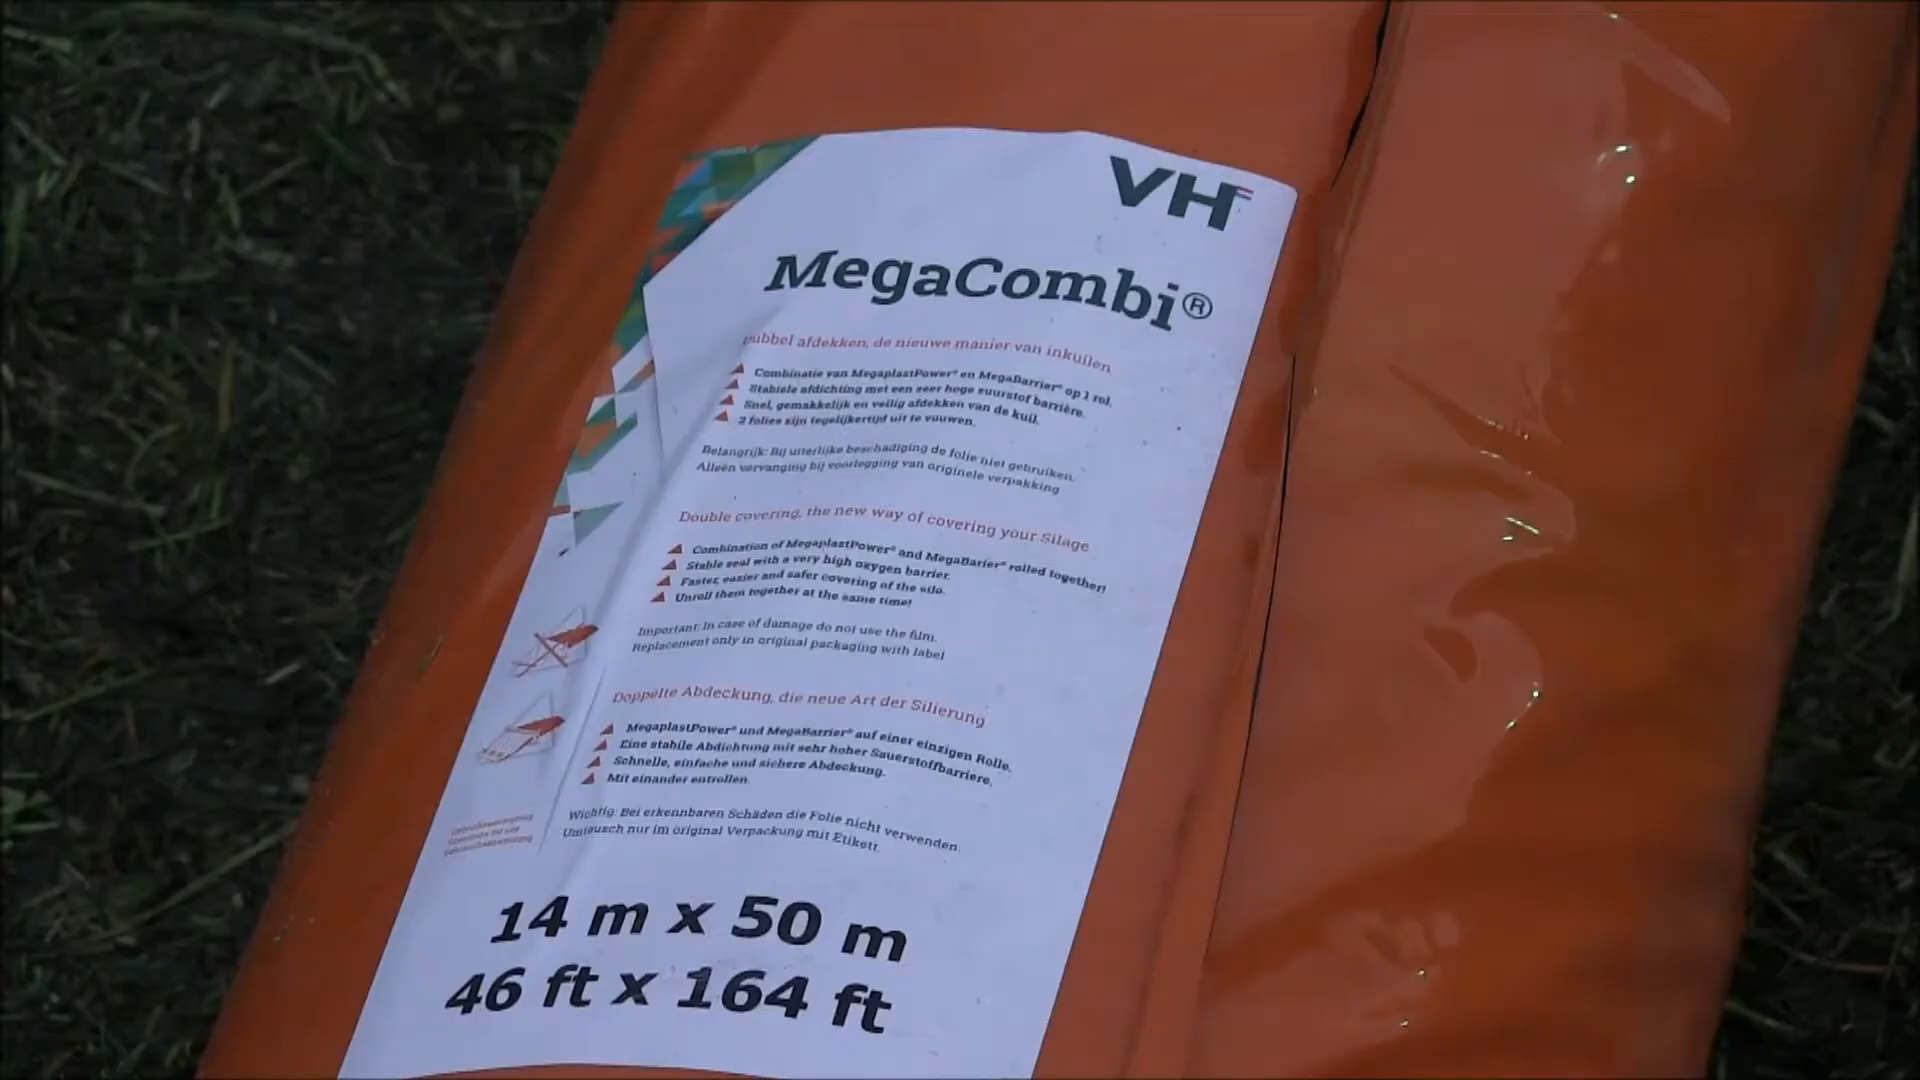 VHF
MegaCombi®
Dubbel afdekken, de nieuwe manier van inkuilen
Combinatie van MegaplastPower® en MegaBarrier® op 1 rol.
Stabiele afdichting met een zeer hoge zuurstof barrière.
Snel, gemakkelijk en veilig afdekken van de kuil.
2 folies zijn tegelijkertijd uit te vouwen.
Belangrijk: Bij uiterlijke beschadiging de folie niet gebruiken.
Alleen vervanging bij voorlegging van originele verpakking
Double covering, the new way of covering your Silage
Combination of MegaplastPower® and MegaBarier® rolled together!
Stable seal with a very high oxygen barrier.
Faster, easier and safer covering of the silo.
Unroll them together at the same time!
Important: In case of damage do not use the film.
Replacement only in original packaging with label
Doppelte Abdeckung, die neue Art der Silierung
MegaplastPower® und MegaBarrier® auf einer einzigen Rolle.
Eine stabile Abdichtung mit sehr hoher Sauerstoffbarriere.
Schnelle, einfache und sichere Abdeckung.
Mit einander entrollen.
Wichtig: Bei erkennbaren Schäden die Folie nicht verwenden.
Umtausch nur im original Verpackung mit Etikett.
14 m x 50 m
46 ft x 164 ft